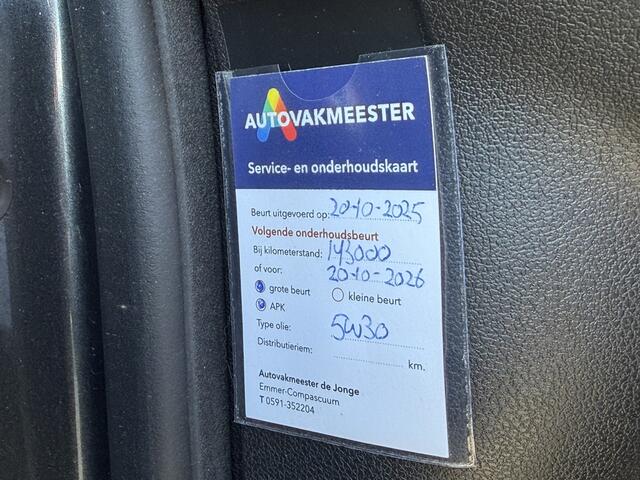 AUTOVAKMEESTER
Service- en onderhoudskaart
Beurt uitgevoerd op: 20-10-2025
Volgende onderhoudsbeurt
Bij kilometerstand: 143000
of voor: 20-10-2026
grote beurt kleine beurt
APK
Type olie: 5W30
Distributieriem: km.
Autovakmeester de Jonge
Emmer-Compascuum
T 0591-352204